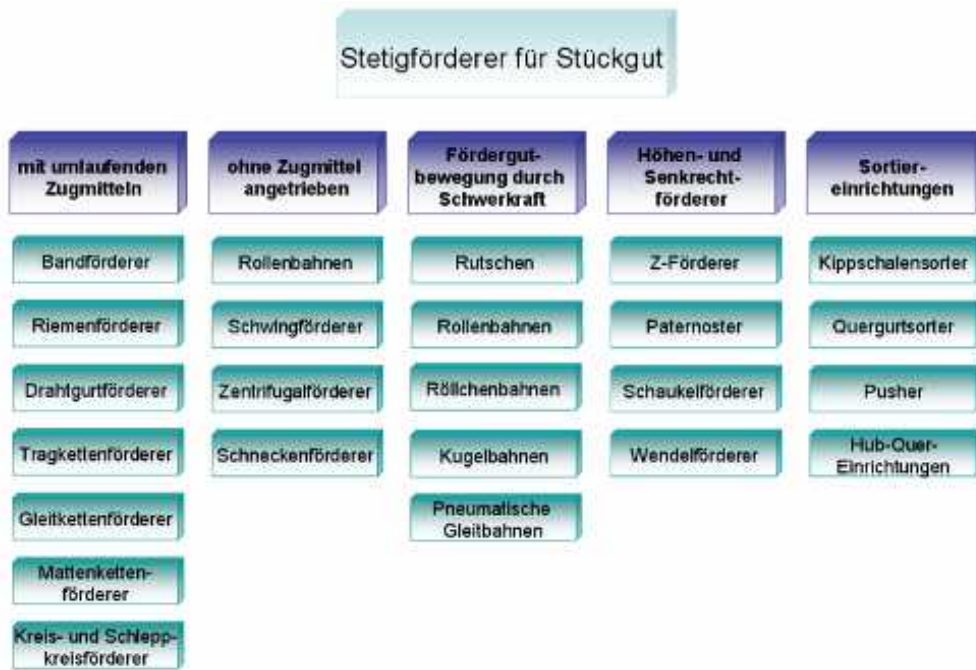 Stetigförderer für Stückgut
mit umlaufenden
Zugmitteln
Bandförderer
Riemenförderer
Drahtgurtförderer
Tragkettenförderer
Gleitkettenförderer
Mattenketten-
förderer
Kreis- und Schlepp-
kreisförderer
ohne Zugmittel
angetrieben
Rollenbahnen
Schwingförderer
Zentrifugalförderer
Schneckenförderer
Fördergut-
bewegung durch
Schwerkraft
Rutschen
Rollenbahnen
Röllchenbahnen
Kugelbahnen
Pneumatische
Gleitbahnen
Höhen- und
Senkrecht-
förderer
Z-Förderer
Paternoster
Schaukelförderer
Wendelförderer
Sortier-
einrichtungen
Kippschalensorter
Quergurtsorter
Pusher
Hub-Quer-
Einrichtungen